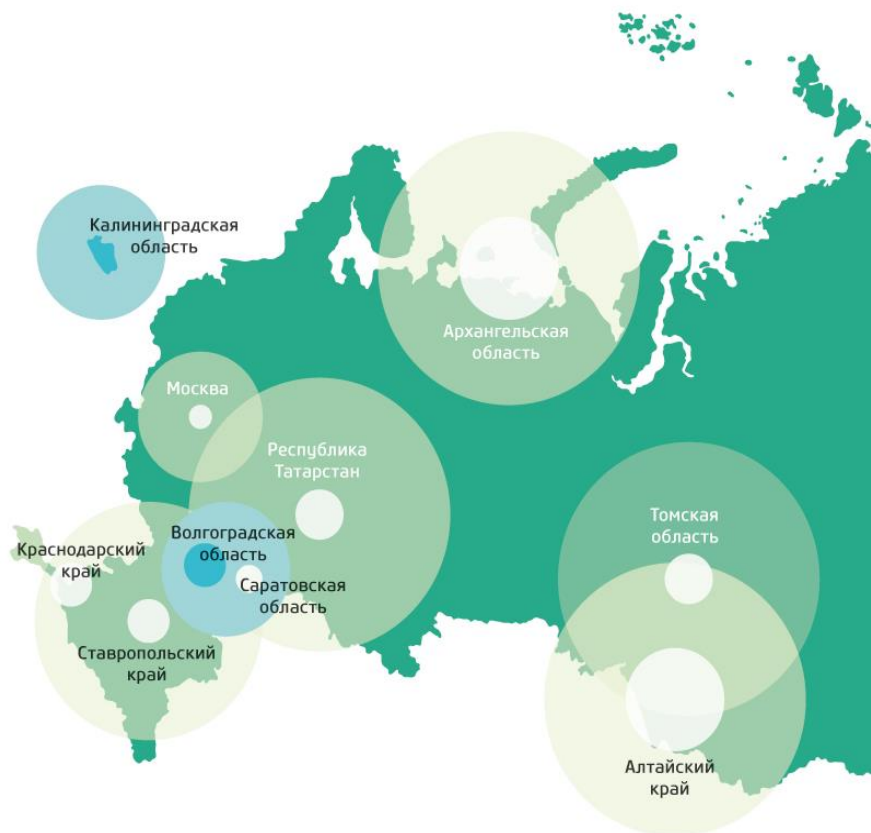 Калининградская
область
Архангельская
область
Москва
Республика
Татарстан
Томская
область
Волгоградская
область
Краснодарский
край
Саратовская
область
Ставропольский
край
Алтайский
край